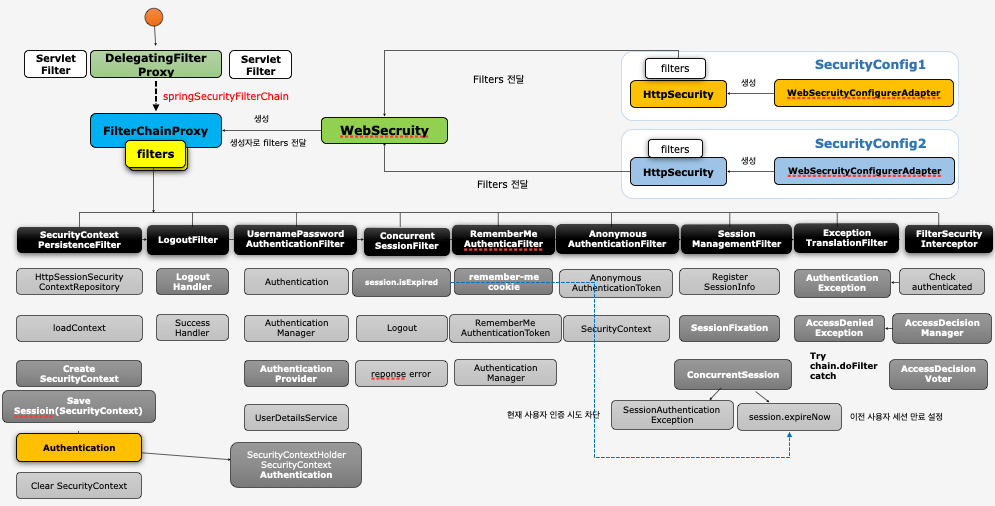 Servlet
Filter
DelegatingFilter
Proxy
Servlet
Filter
springSecurityFilterChain
FilterChainProxy
filters
생성
생성자로 filters 전달
WebSecruity
Filters 전달
Filters 전달
SecurityConfig1
filters
HttpSecurity
생성
WebSecruityConfigurerAdapter
SecurityConfig2
filters
HttpSecurity
생성
WebSecruityConfigurerAdapter
SecurityContext
PersistenceFilter
LogoutFilter
UsernamePassword
AuthenticationFilter
Concurrent
SessionFilter
RememberMe
AuthenticaFilter
Anonymous
AuthenticationFilter
Session
ManagementFilter
Exception
TranslationFilter
FilterSecurity
Interceptor
HttpSessionSecurity
ContextRepository
Logout
Handler
Authentication
session.isExpired
remember-me
cookie
Anonymous
AuthenticationToken
Register
SessionInfo
Authentication
Exception
Check
authenticated
loadContext
Success
Handler
Authentication
Manager
Logout
RememberMe
AuthenticationToken
SecurityContext
SessionFixation
AccessDenied
Exception
AccessDecision
Manager
Create
SecurityContext
Authentication
Provider
reponse error
Authentication
Manager
ConcurrentSession
Try
chain.doFilter
catch
AccessDecision
Voter
Save
Sessioin(SecurityContext)
UserDetailsService
현재 사용자 인증 시도 차단
SessionAuthentication
Exception
session.expireNow
이전 사용자 세션 만료 설정
Authentication
SecurityContextHolder
SecurityContext
Authentication
Clear SecurityContext